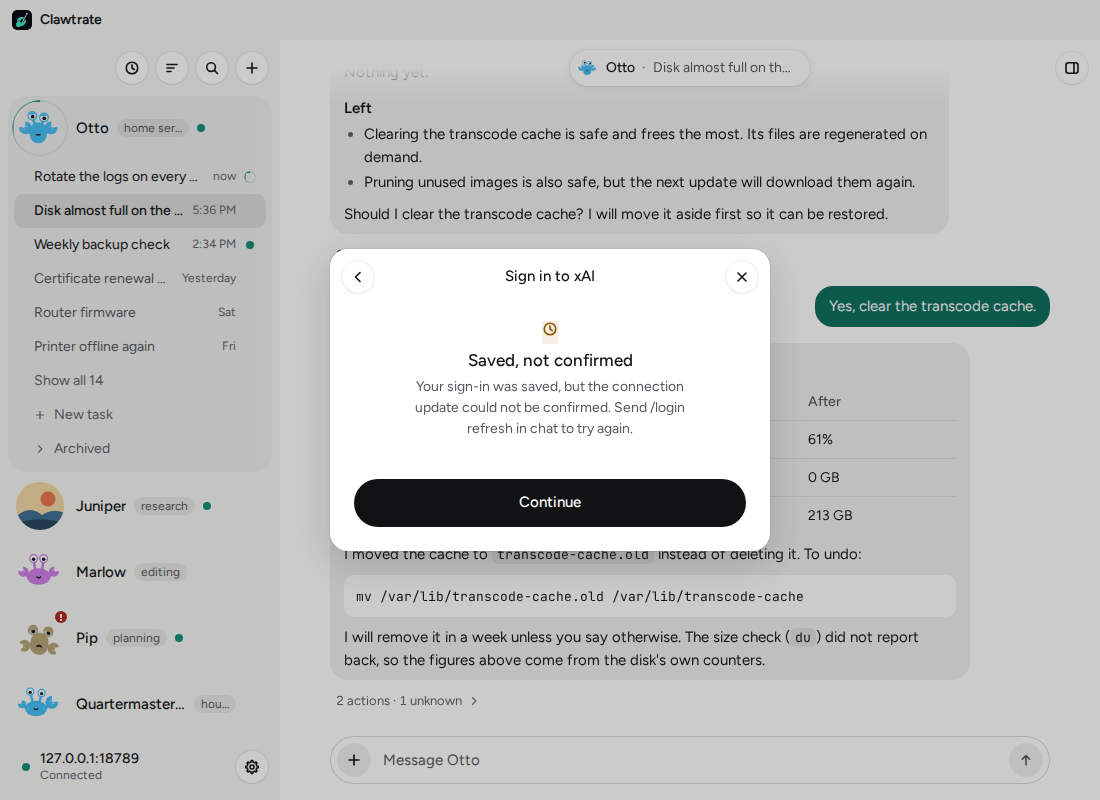 Clawtrate
Otto
home ser...
Rotate the logs on every ...
now
Disk almost full on the ...
5:36 PM
Weekly backup check
2:34 PM
Certificate renewal ...
Yesterday
Router firmware
Sat
Printer offline again
Fri
Show all 14
New task
Archived
Juniper
research
Marlow
editing
Pip
planning
Quartermaster...
hou...
127.0.0.1:18789
Connected
Otto · Disk almost full on th...
Nothing yet.
Left
Clearing the transcode cache is safe and frees the most. Its files are regenerated on
demand.
Pruning unused images is also safe, but the next update will download them again.
Should I clear the transcode cache? I will move it aside first so it can be restored.
Yes, clear the transcode cache.
Sign in to xAI
Saved, not confirmed
Your sign-in was saved, but the connection
update could not be confirmed. Send /login
refresh in chat to try again.
Continue
After
61%
0 GB
213 GB
I moved the cache to transcode-cache.old instead of deleting it. To undo:
mv /var/lib/transcode-cache.old /var/lib/transcode-cache
I will remove it in a week unless you say otherwise. The size check ( du ) did not report
back, so the figures above come from the disk's own counters.
2 actions · 1 unknown
Message Otto